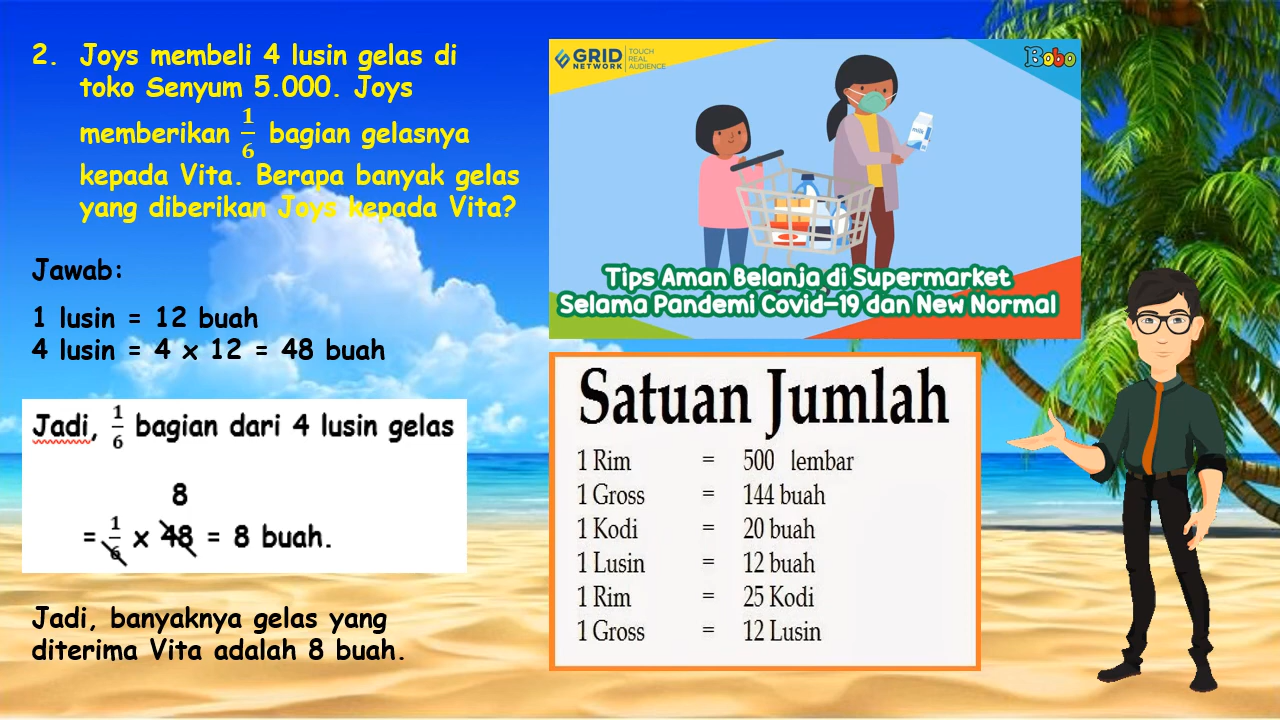 2. Joys membeli 4 lusin gelas di
toko Senyum 5.000. Joys
memberikan 1/6 bagian gelasnya
kepada Vita. Berapa banyak gelas
yang diberikan Joys kepada Vita?
Jawab:
1 lusin = 12 buah
4 lusin = 4 x 12 = 48 buah
Jadi, 1/6 bagian dari 4 lusin gelas
8
= 1/6 x 48 = 8 buah.
Jadi, banyaknya gelas yang
diterima Vita adalah 8 buah.
GRID NETWORK
TOUCH
REAL
AUDIENCE
Bobo
milk
Tips Aman Belanja di Supermarket
Selama Pandemi Covid-19 dan New Normal
Satuan Jumlah
1 Rim = 500 lembar
1 Gross = 144 buah
1 Kodi = 20 buah
1 Lusin = 12 buah
1 Rim = 25 Kodi
1 Gross = 12 Lusin